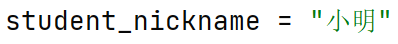 student_nickname = "小明"